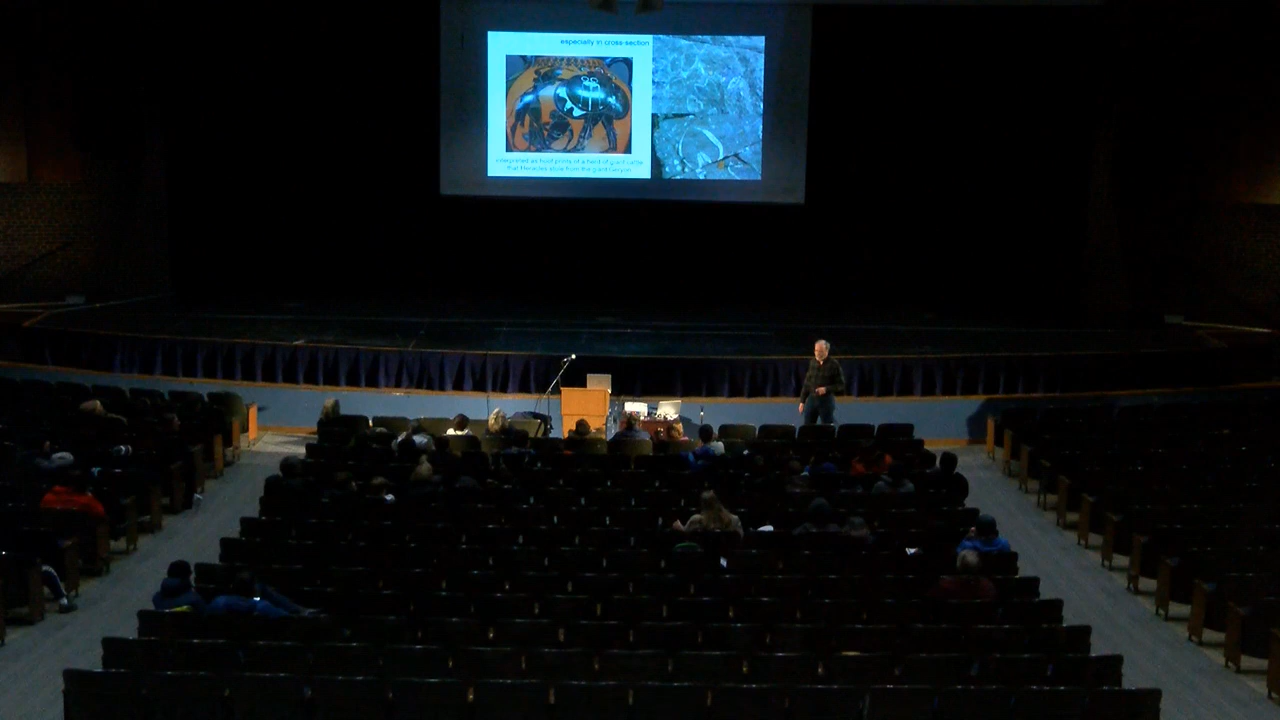 especially in cross-section
interpreted as hoof prints of a herd of giant cattle
that Heracles stole from the giant Geryon